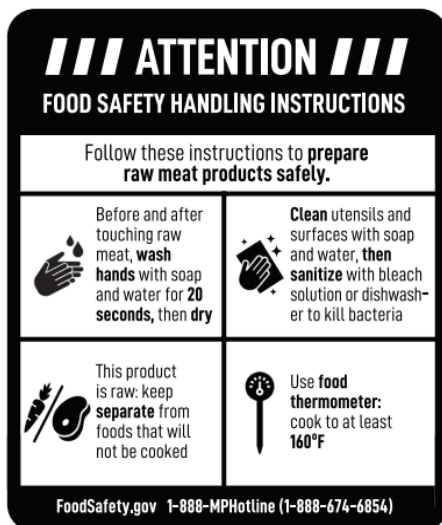 ATTENTION
FOOD SAFETY HANDLING INSTRUCTIONS
Follow these instructions to prepare
raw meat products safely.
Before and after
touching raw
meat, wash
hands with soap
and water for 20
seconds, then dry
Clean utensils and
surfaces with soap
and water, then
sanitize with bleach
solution or dishwash-
er to kill bacteria
This product
is raw: keep
separate from
foods that will
not be cooked
Use food
thermometer:
cook to at least
160°F
FoodSafety.gov 1-888-MPHotline (1-888-674-6854)